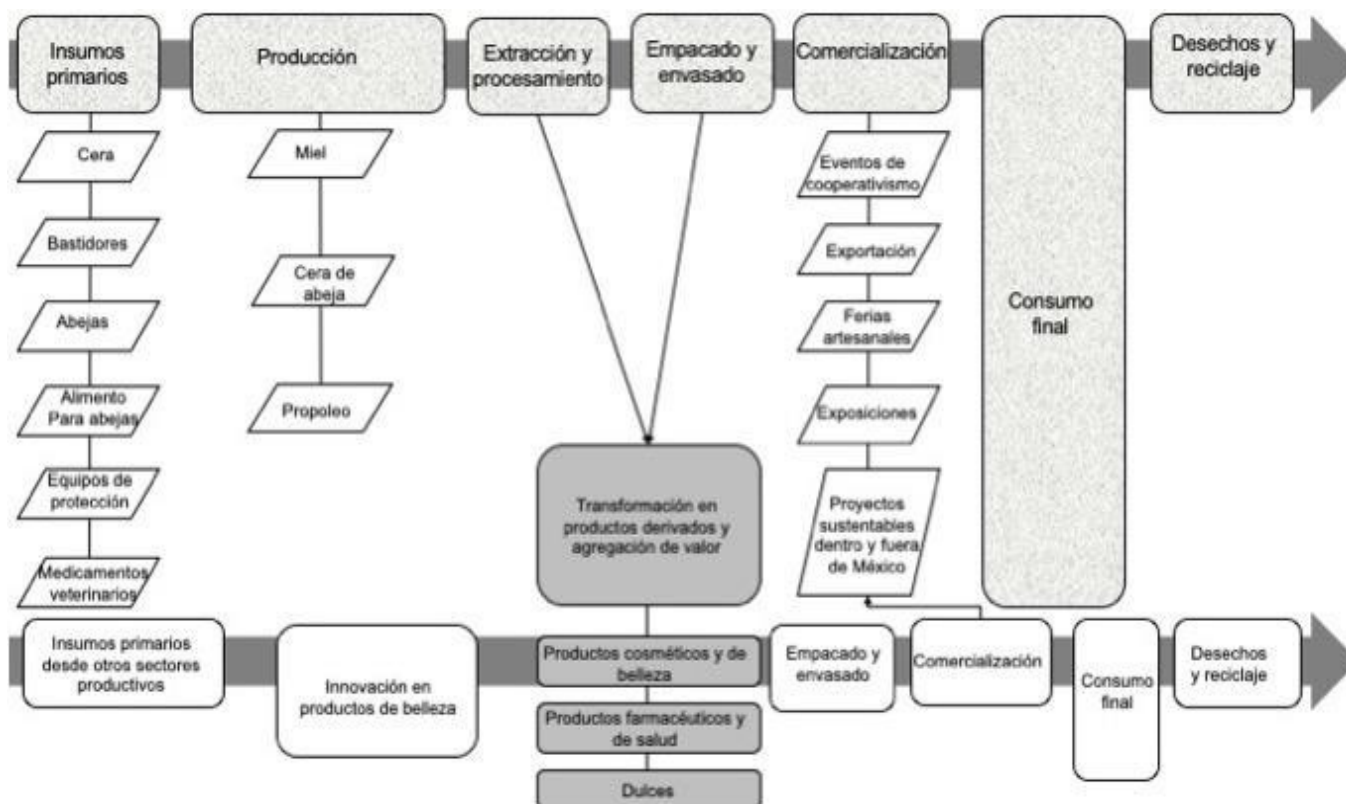 Insumos
primarios
Producción
Extracción y
procesamiento
Empacado y
envasado
Comercialización
Consumo
final
Desechos y
reciclaje
Cera
Bastidores
Abejas
Alimento
Para abejas
Equipos de
protección
Medicamentos
veterinarios
Miel
Cera de
abeja
Propoleo
Transformación en
productos derivados y
agregación de valor
Eventos de
cooperativismo
Exportación
Ferias
artesanales
Exposiciones
Proyectos
sustentables
dentro y fuera
de México
Insumos primarios
desde otros sectores
productivos
Innovación en
productos de belleza
Productos cosméticos y de
belleza
Productos farmacéuticos y
de salud
Dulces
Empacado y
envasado
Comercialización
Consumo
final
Desechos
y reciclaje